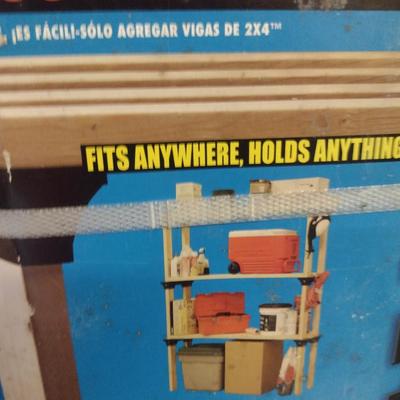 ¡ES FÁCIL!-SÓLO AGREGAR VIGAS DE 2X4™
FITS ANYWHERE, HOLDS ANYTHING